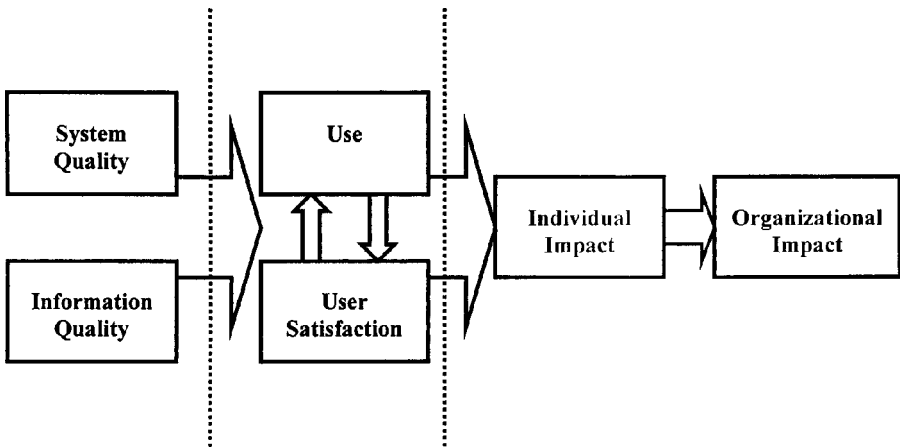 System
Quality
Use
Individual
Impact
Organizational
Impact
Information
Quality
User
Satisfaction